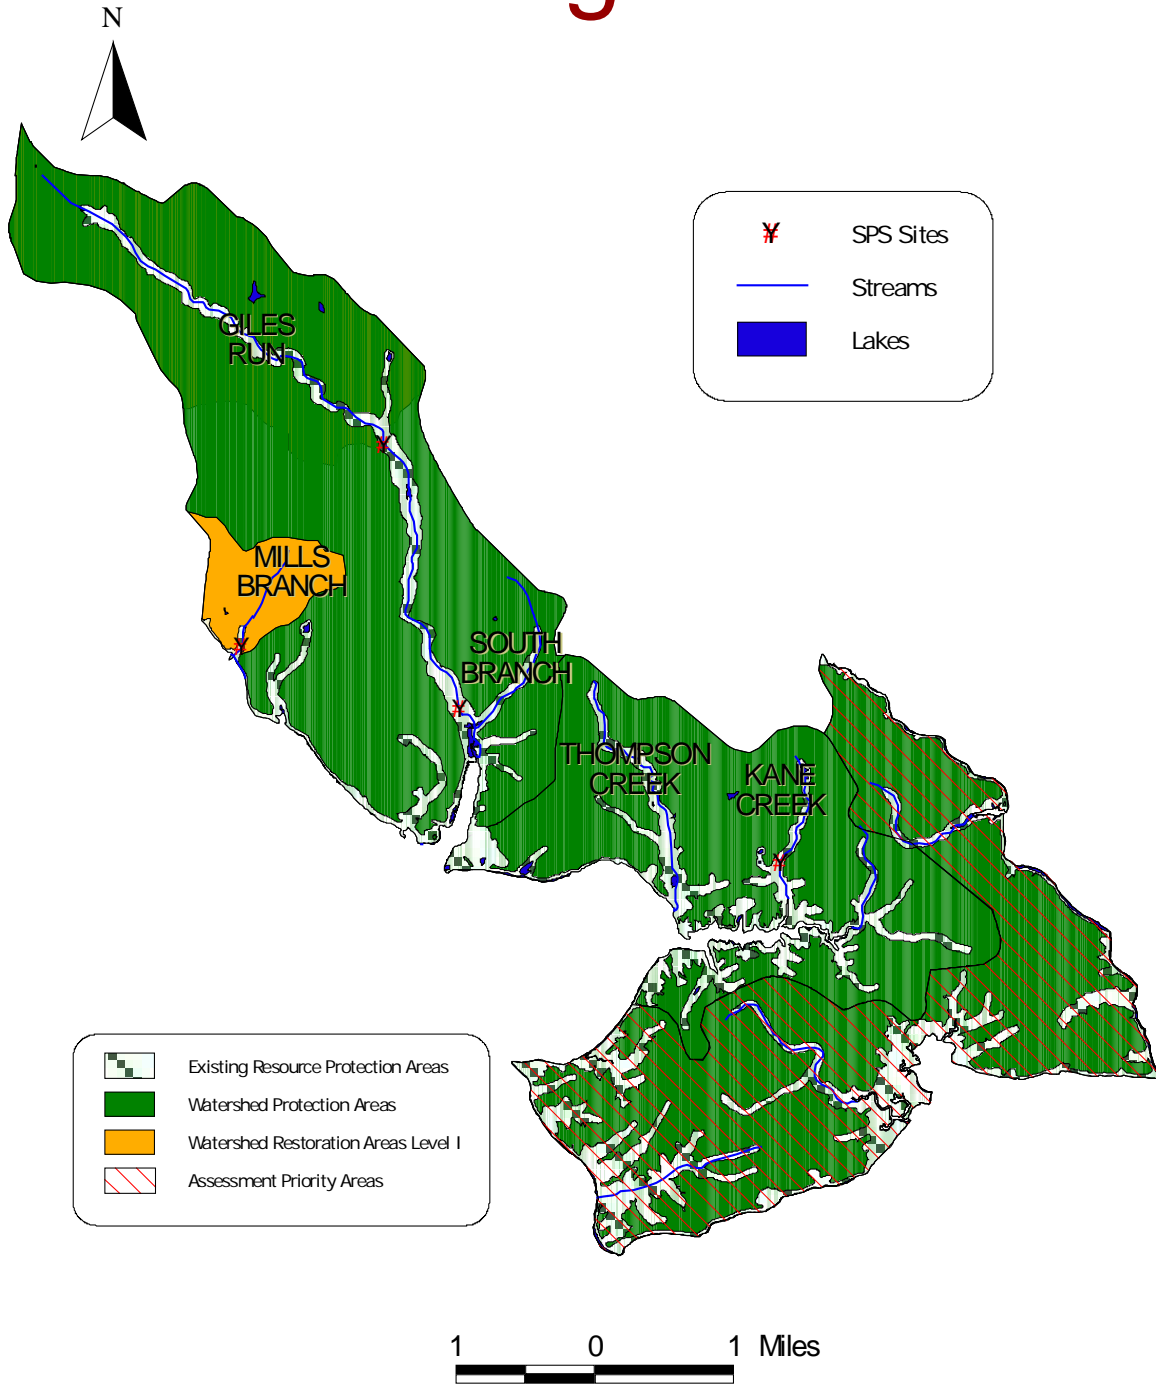 N
SPS Sites
Streams
Lakes
GILES
RUN
MILLS
BRANCH
SOUTH
BRANCH
THOMPSON
CREEK
KANE
CREEK
Existing Resource Protection Areas
Watershed Protection Areas
Watershed Restoration Areas Level I
Assessment Priority Areas
1 0 1 Miles